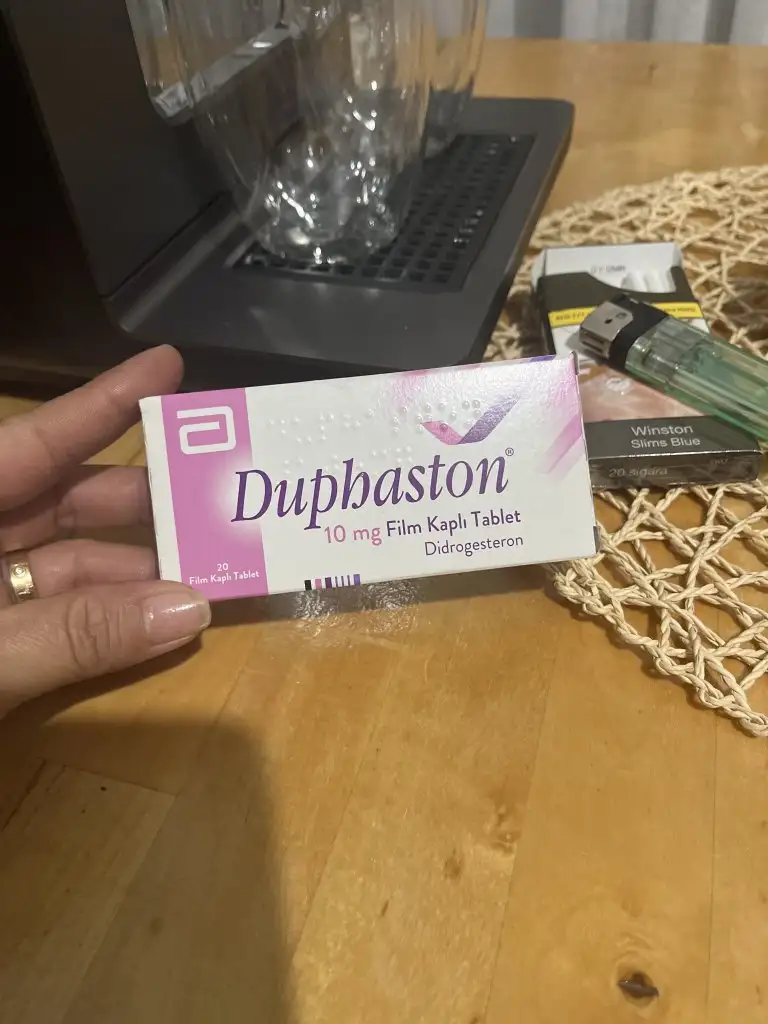 Duphaston®
10 mg Film Kaplı Tablet
Didrogesteron
20
Film Kaplı Tablet
Winston
Slims Blue
20 sigara